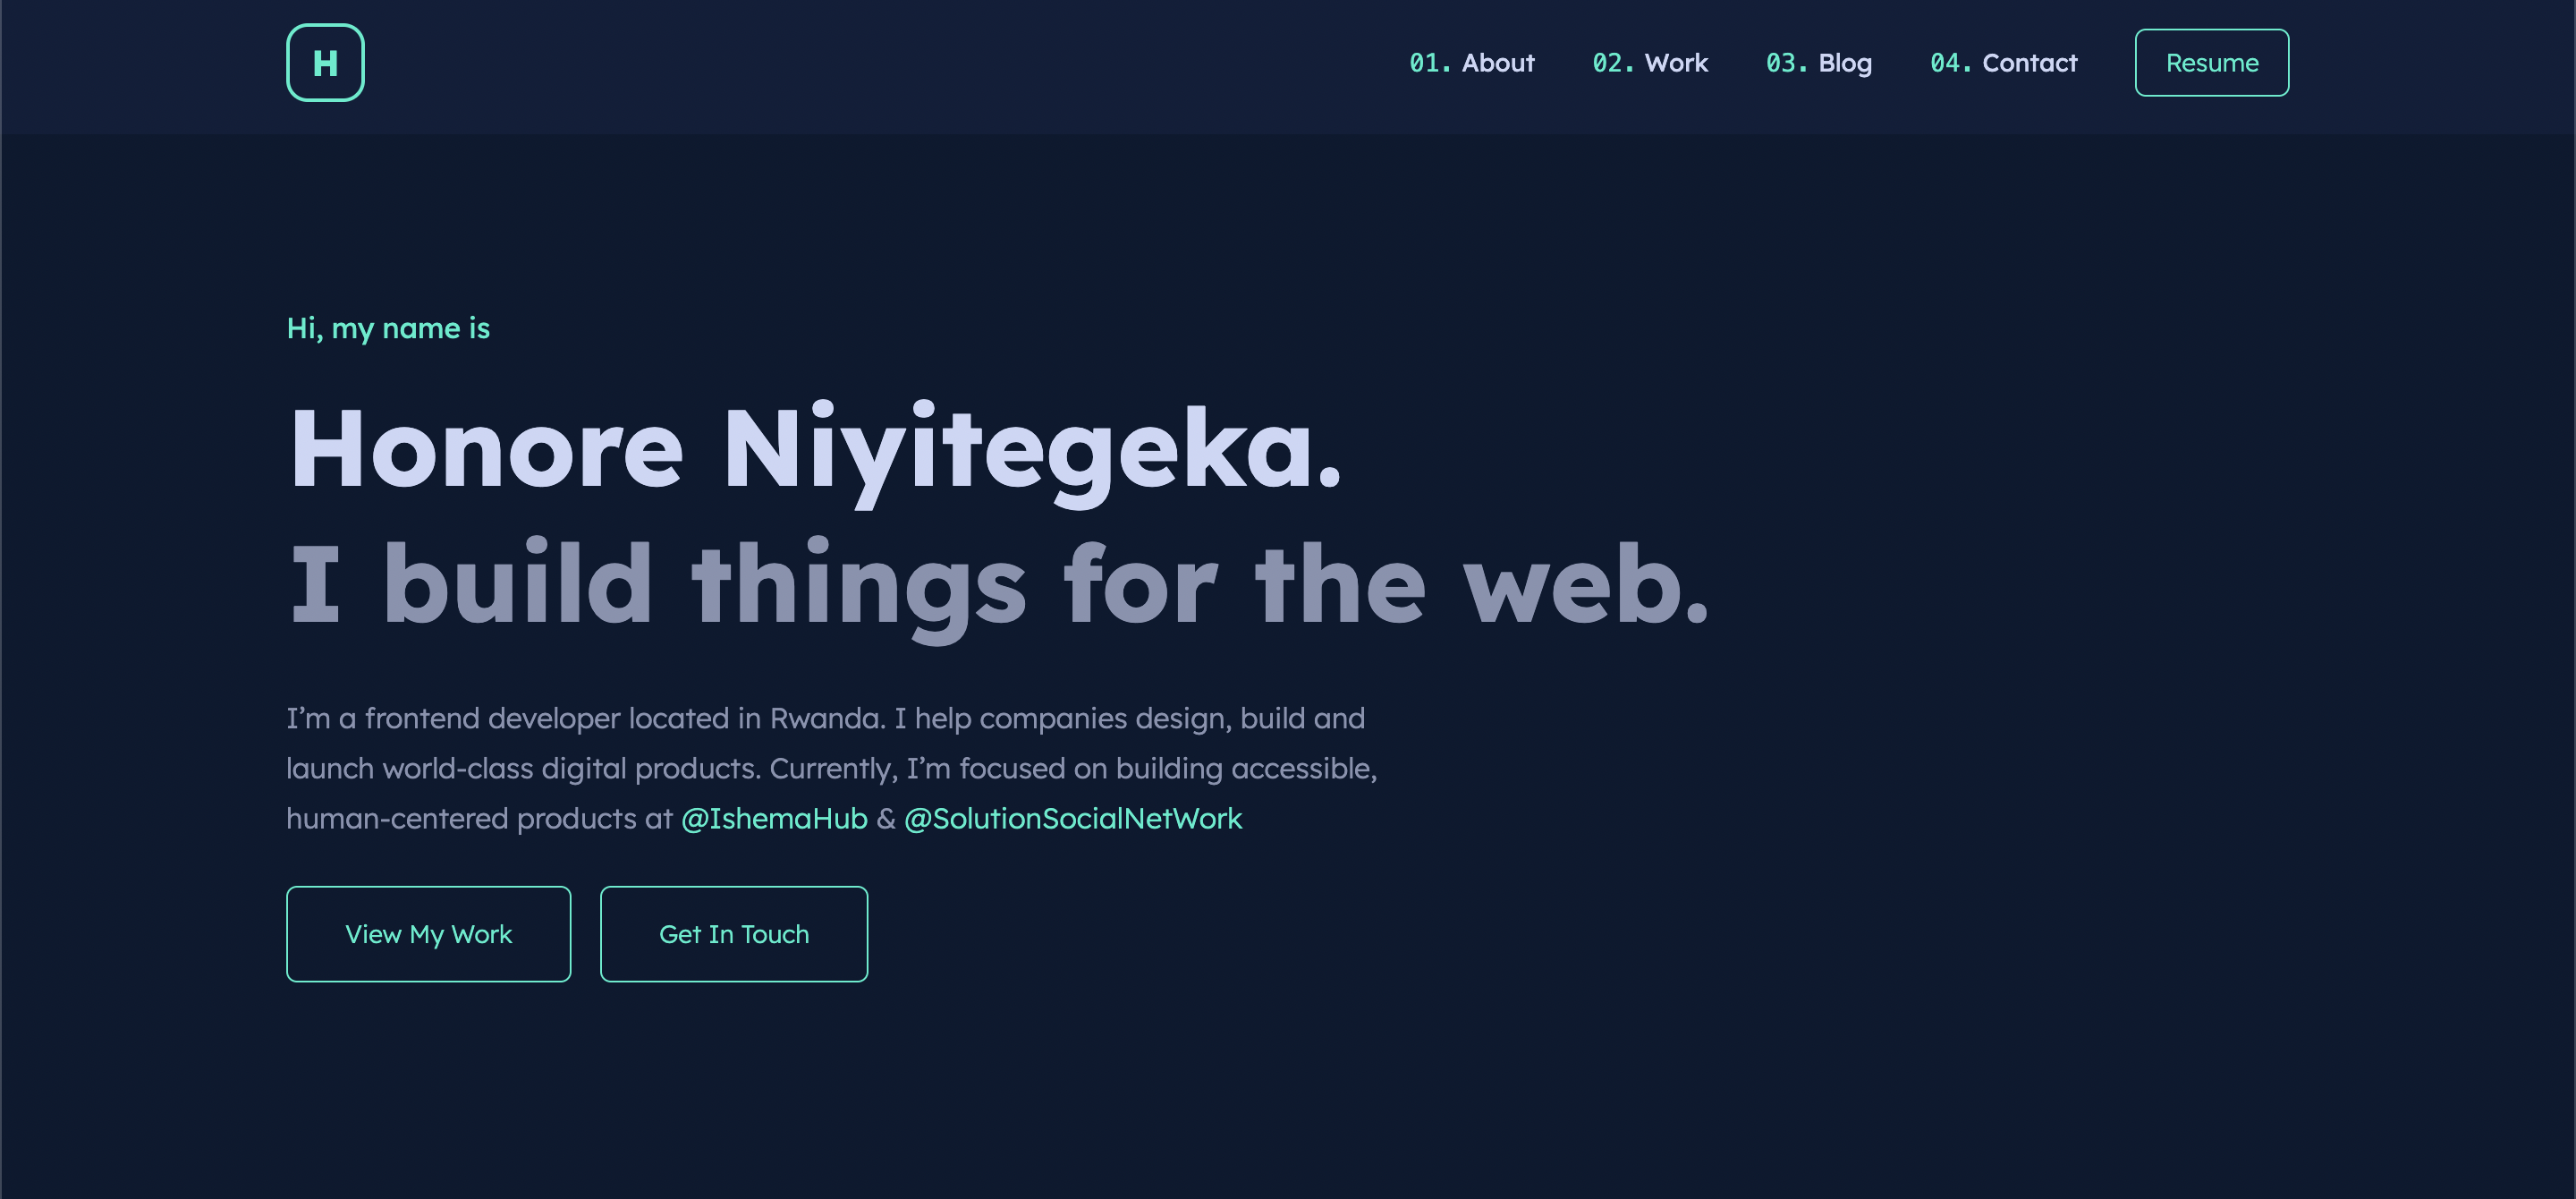 H
01. About 02. Work 03. Blog 04. Contact Resume
Hi, my name is
Honore Niyitegeka.
I build things for the web.
I’m a frontend developer located in Rwanda. I help companies design, build and
launch world-class digital products. Currently, I’m focused on building accessible,
human-centered products at @IshemaHub & @SolutionSocialNetWork
View My Work
Get In Touch